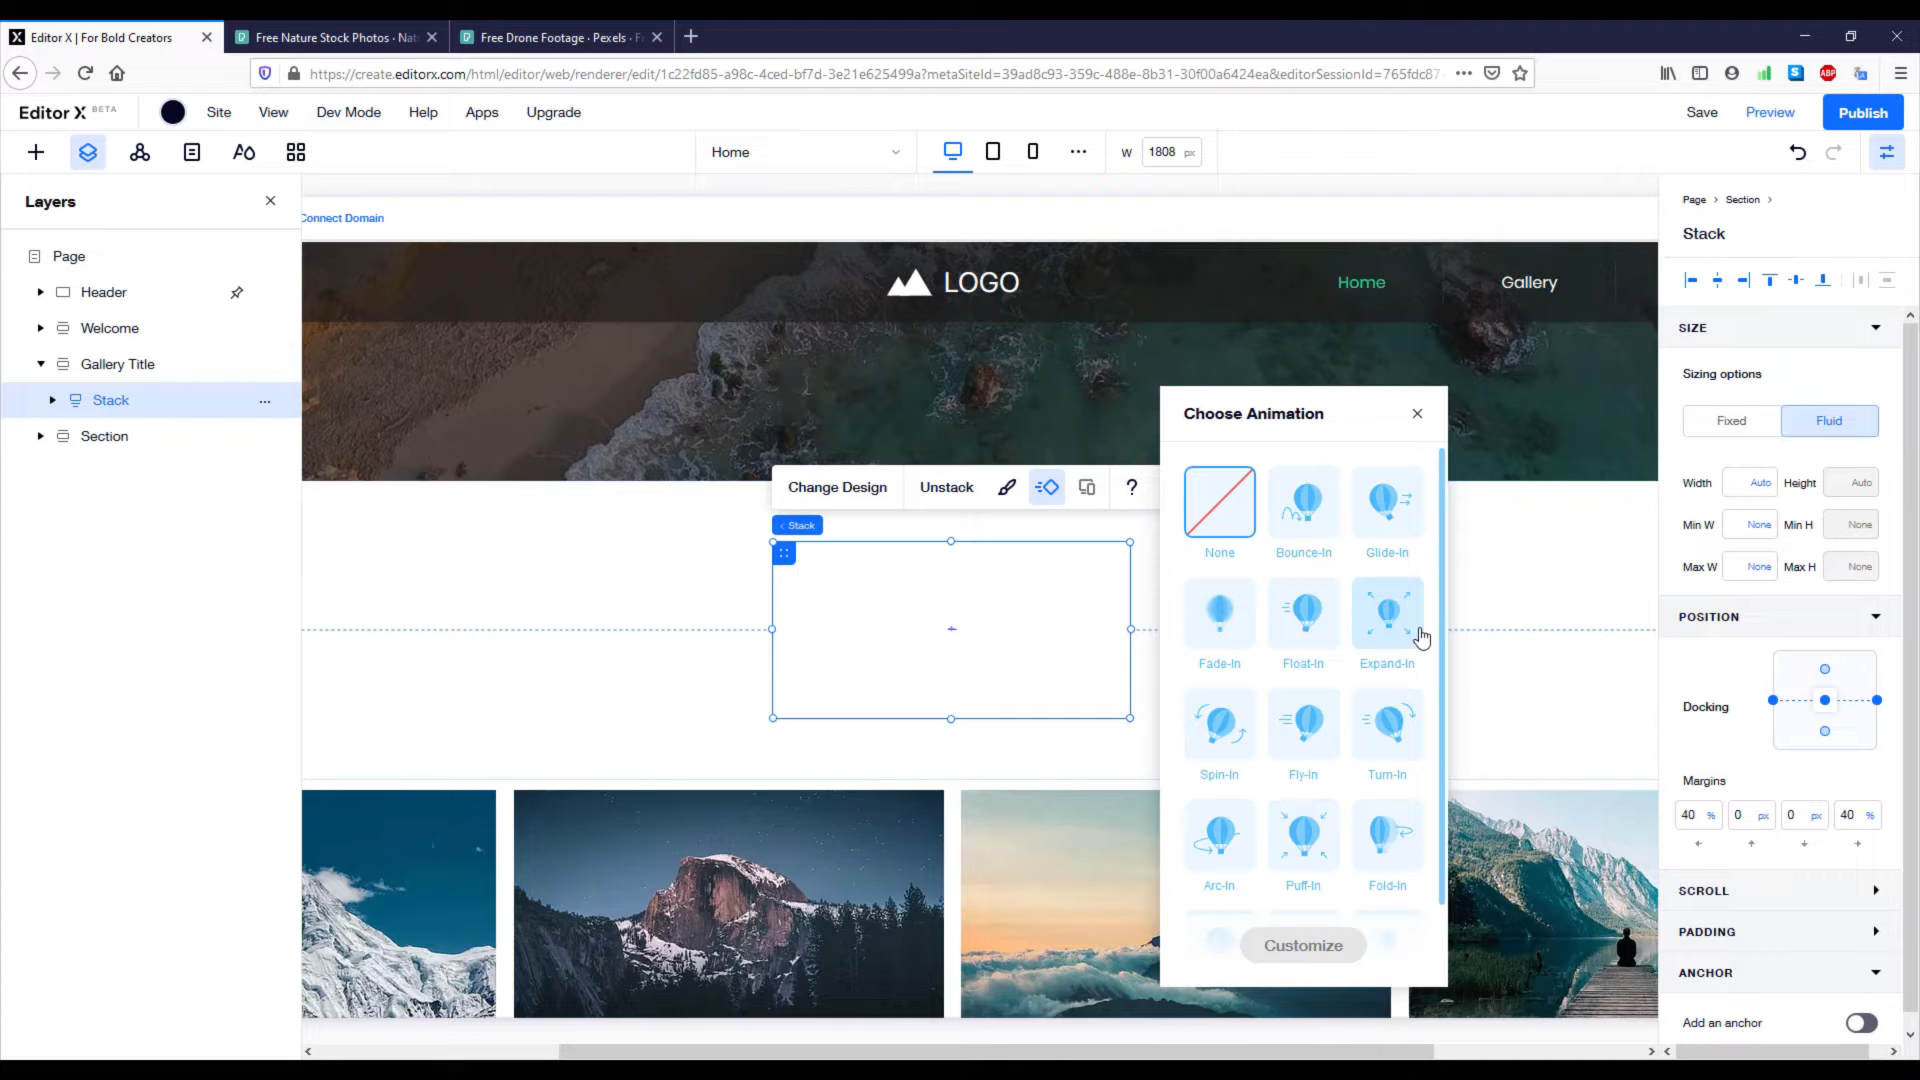 Editor X | For Bold Creators
Free Nature Stock Photos · Nat
Free Drone Footage · Pexels · F
https://create.editorx.com/html/editor/web/renderer/edit/1c22fd85-a98c-4ced-bf7d-3e21e625499a?metaSiteId=39ad8c93-359c-488e-8b31-30f00a6424ea&editorSessionId=765fdc87-
ABP
Editor X BETA
Site
View
Dev Mode
Help
Apps
Upgrade
Save
Preview
Publish
Home
W
1808 px
Layers
Page
Header
Welcome
Gallery Title
Stack
Section
Connect Domain
LOGO
Home
Gallery
Change Design
Unstack
?
< Stack
Choose Animation
None
Bounce-In
Glide-In
Fade-In
Float-In
Expand-In
Spin-In
Fly-In
Turn-In
Arc-In
Puff-In
Fold-In
Customize
Page > Section >
Stack
SIZE
Sizing options
Fixed
Fluid
Width Auto Height Auto
Min W None Min H None
Max W None Max H None
POSITION
Docking
Margins
40 % 0 px 0 px 40 %
SCROLL
PADDING
ANCHOR
Add an anchor